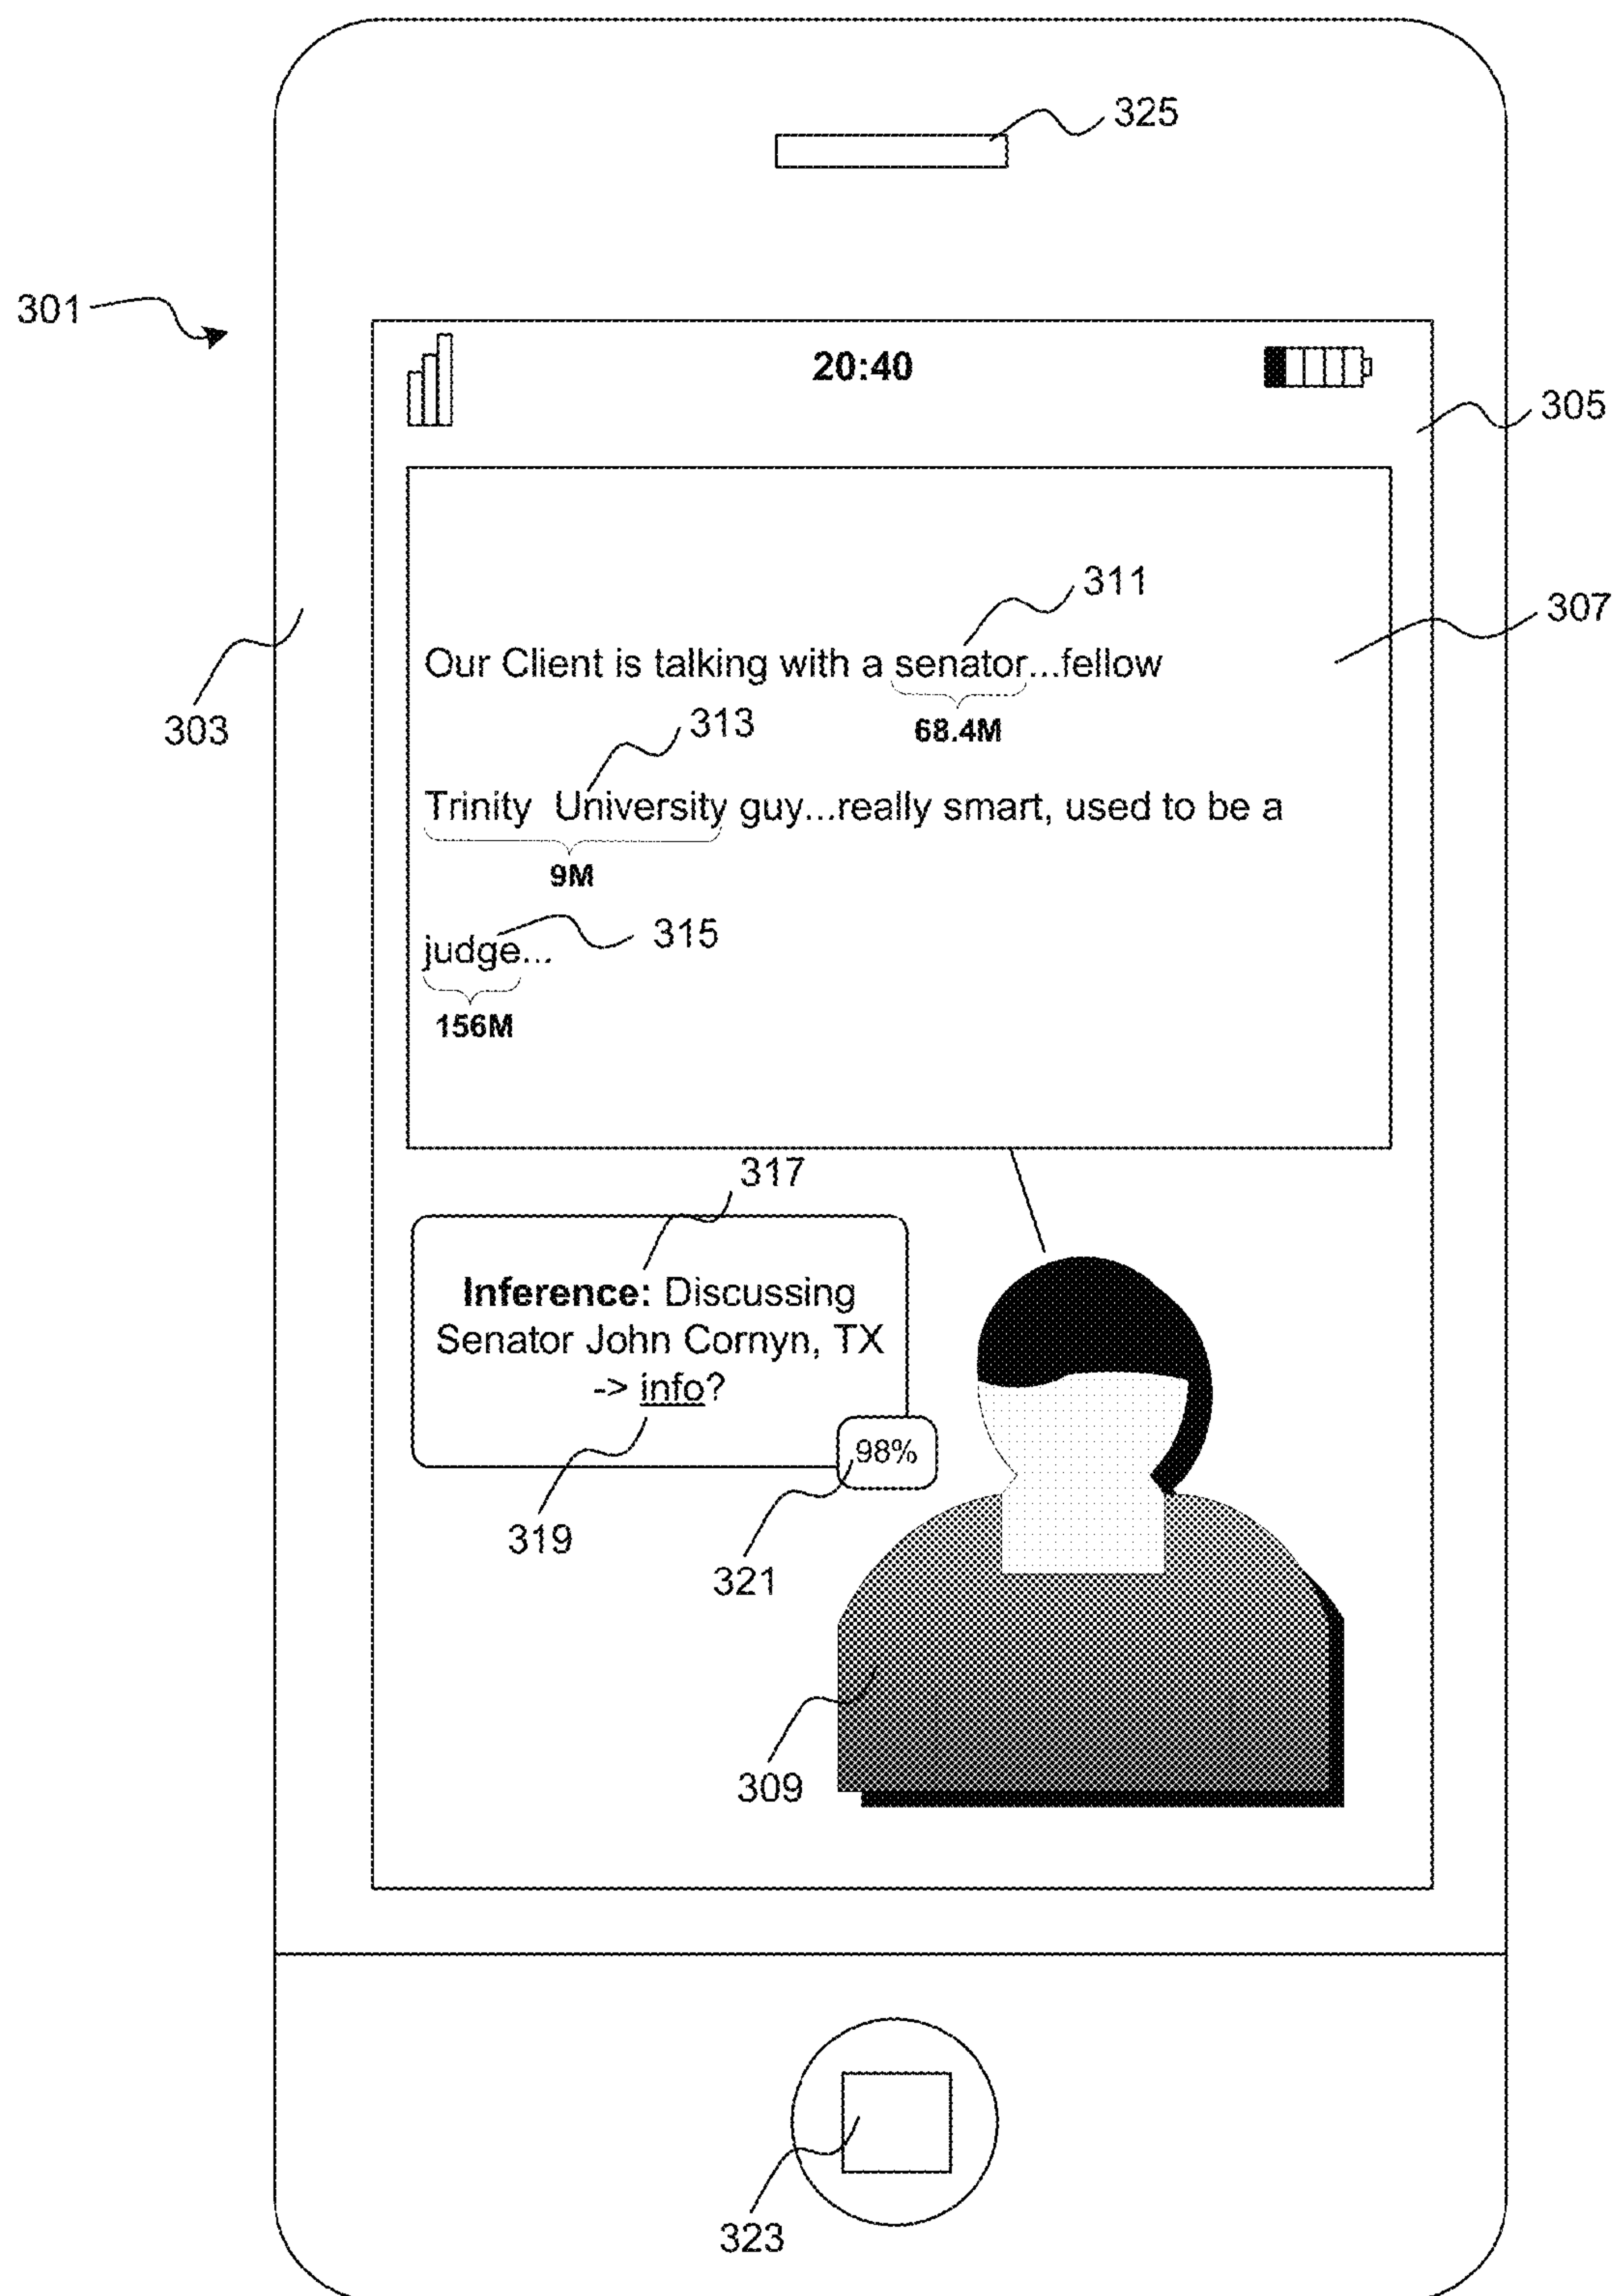 325
301
20:40
305
311
307
Our Client is talking with a senator...fellow
303
313
68.4M
Trinity University guy...really smart, used to be a
9M
315
judge...
156M
317
Inference: Discussing
Senator John Cornyn, TX
-> info?
98%
319
321
309
323